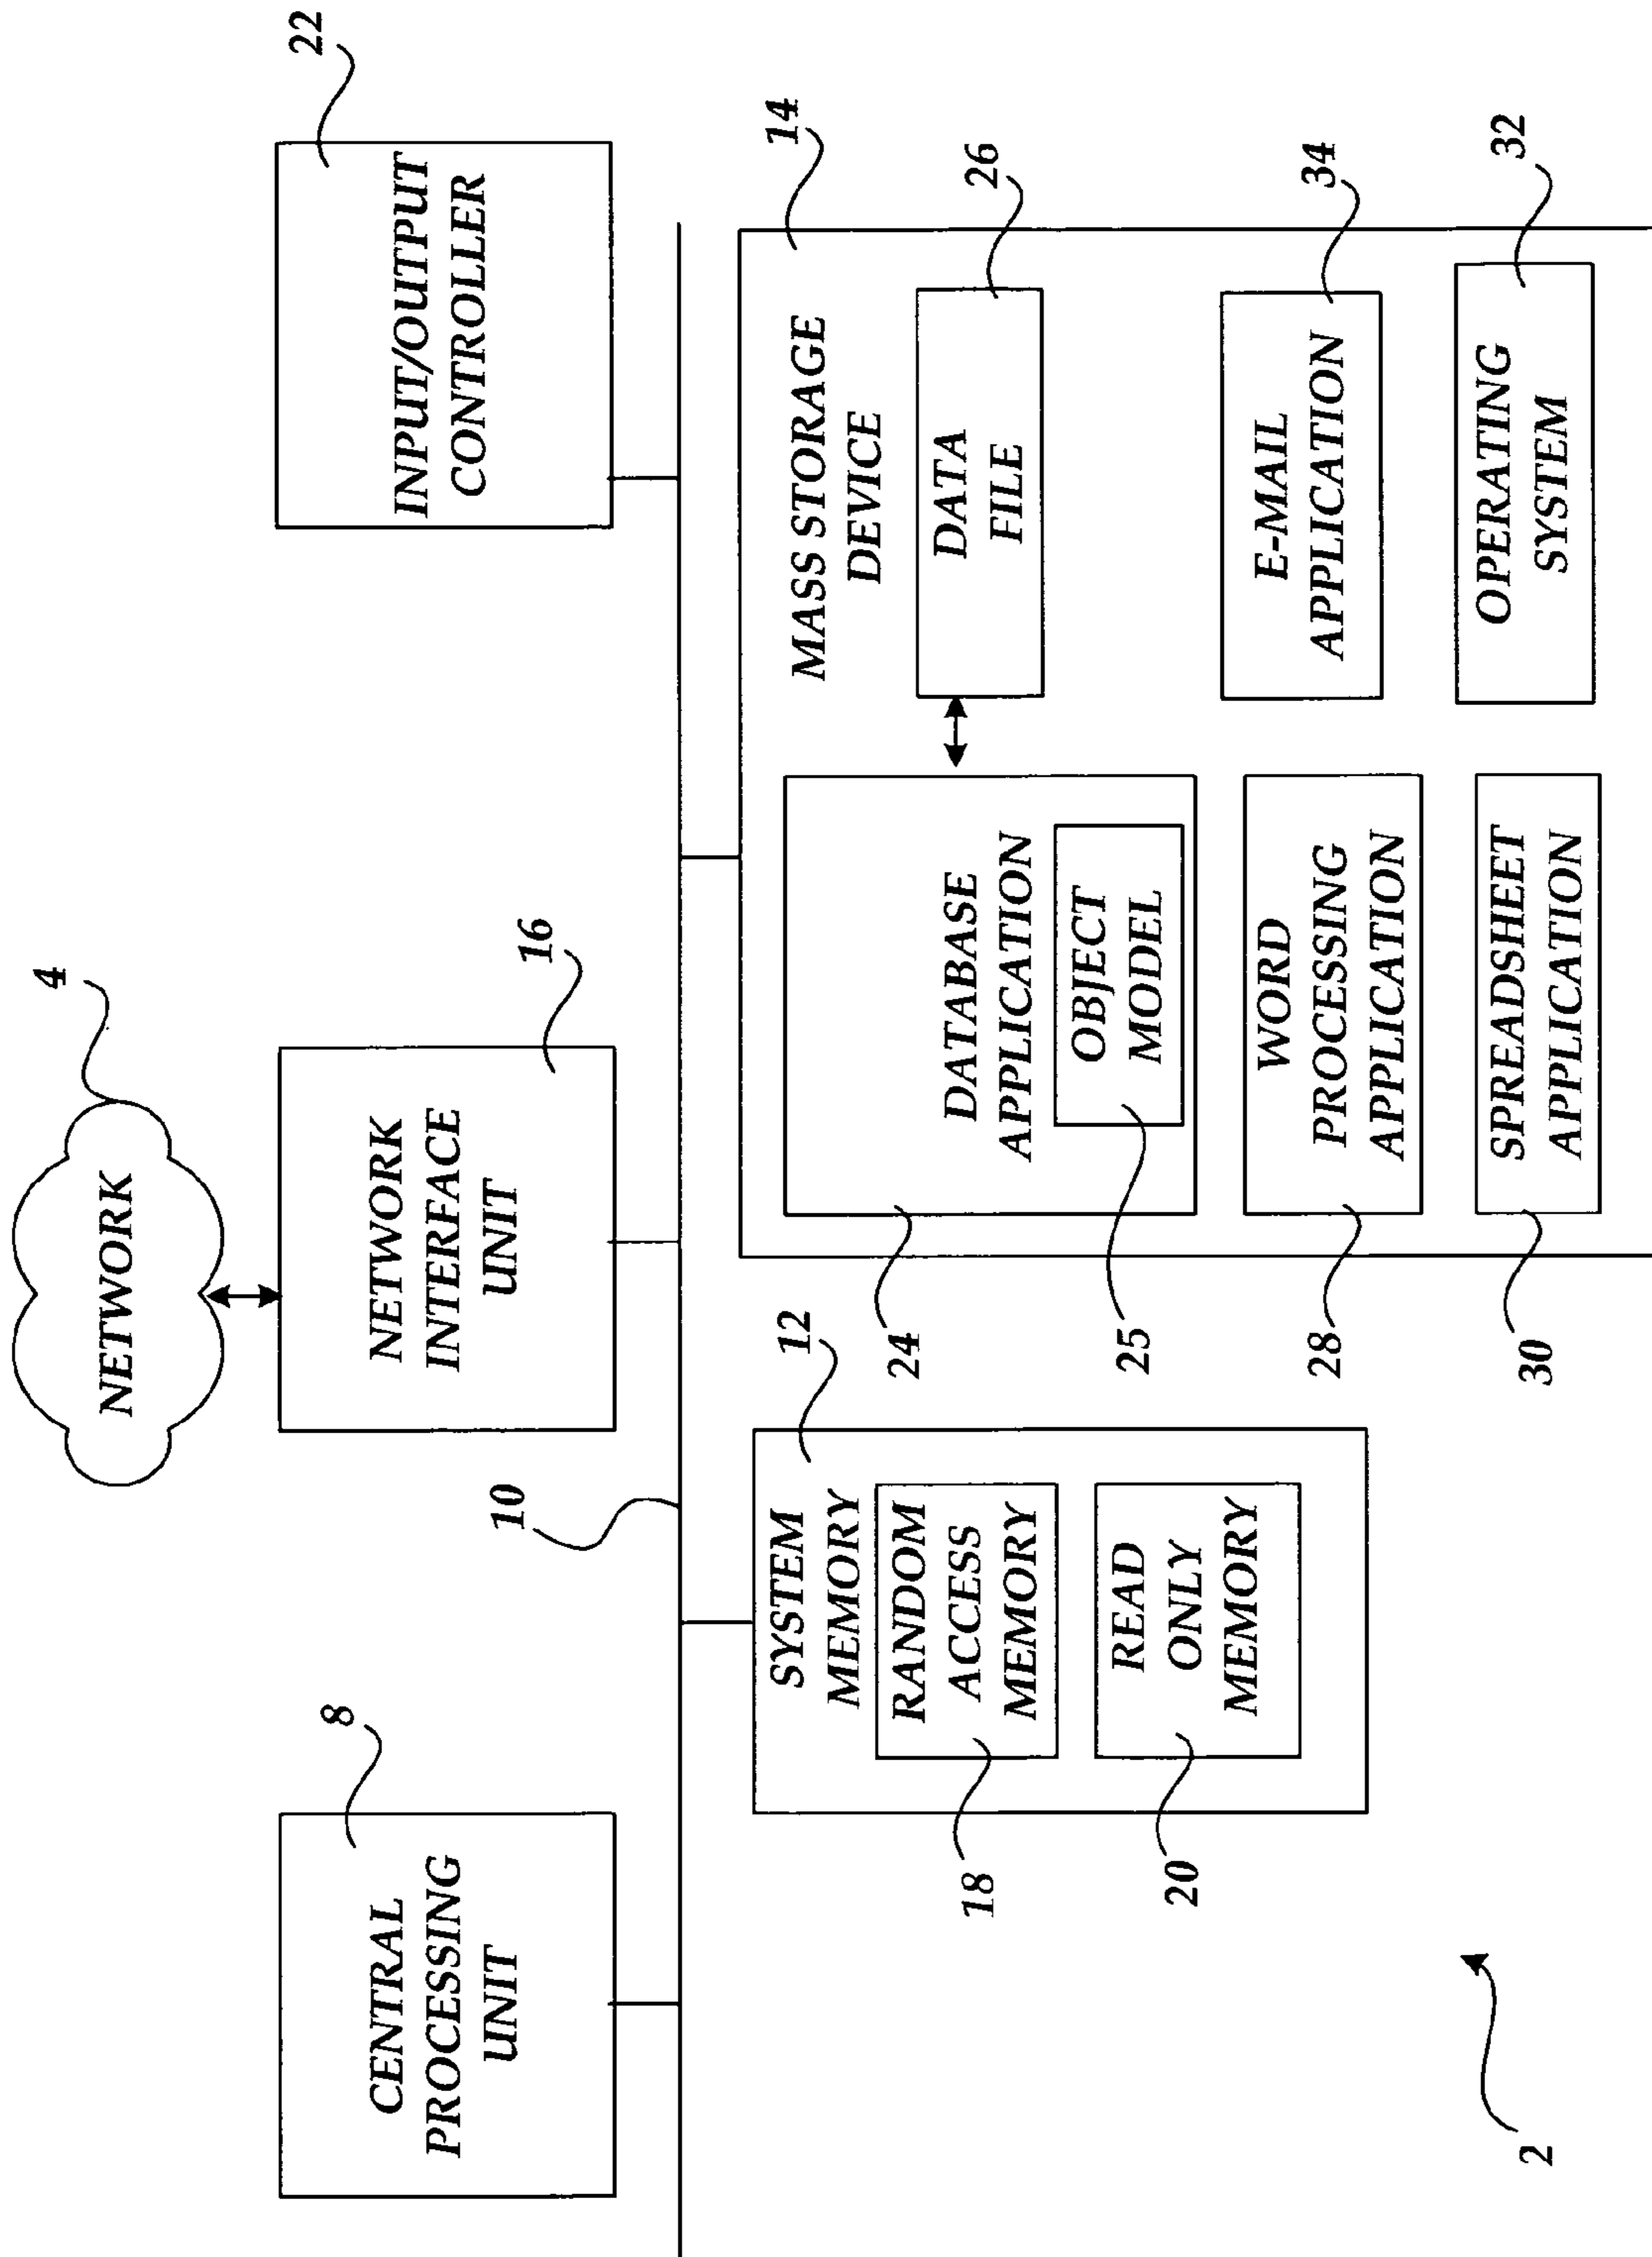 4
NETWORK
8
CENTRAL
PROCESSING
UNIT
16
NETWORK
INTERFACE
UNIT
22
INPUT/OUTPUT
CONTROLLER
10
12
SYSTEM
MEMORY
RANDOM
ACCESS
MEMORY
18
READ
ONLY
MEMORY
20
14
MASS STORAGE
DEVICE
24
DATABASE
APPLICATION
OBJECT
MODEL
25
DATA
FILE
26
28
WORD
PROCESSING
APPLICATION
E-MAIL
APPLICATION
34
30
SPREADSHEET
APPLICATION
OPERATING
SYSTEM
32
2